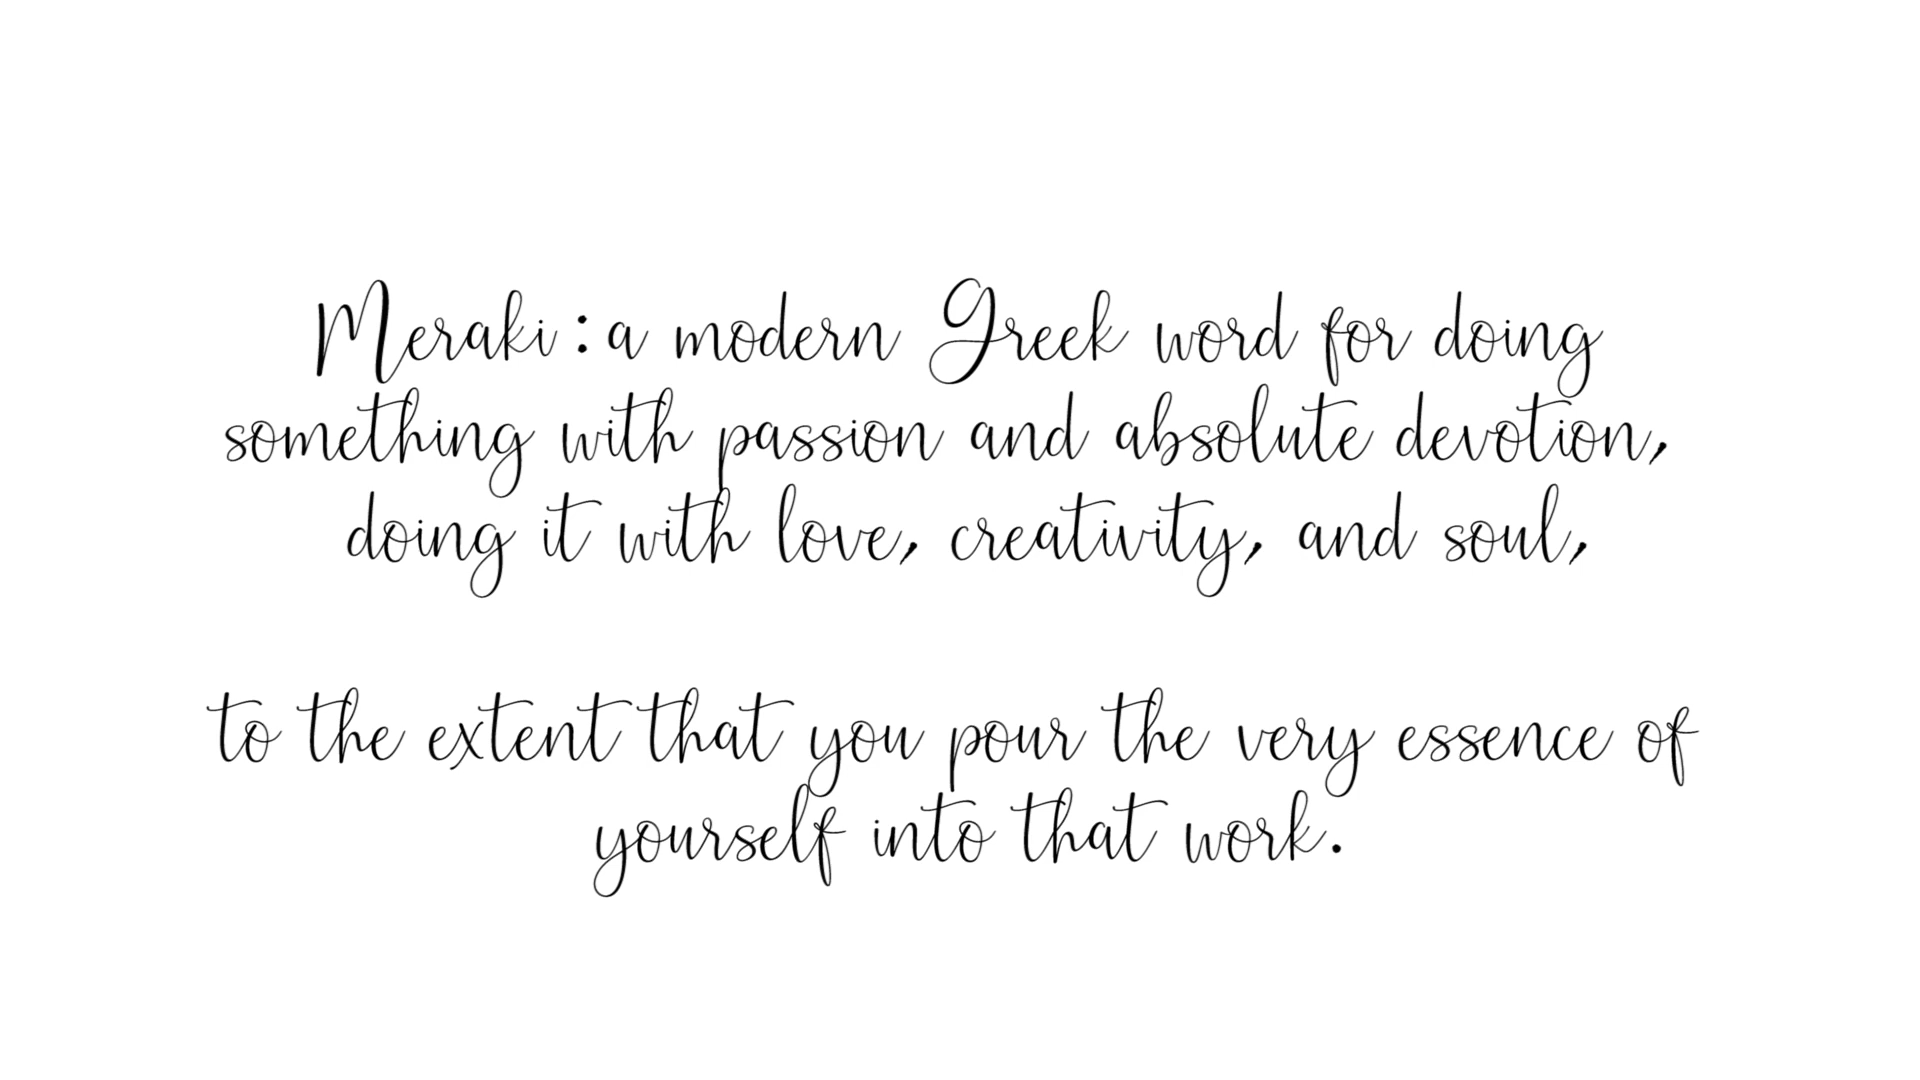 Meraki : a modern Greek word for doing
something with passion and absolute devotion,
doing it with love, creativity, and soul,
to the extent that you pour the very essence of
yourself into that work.